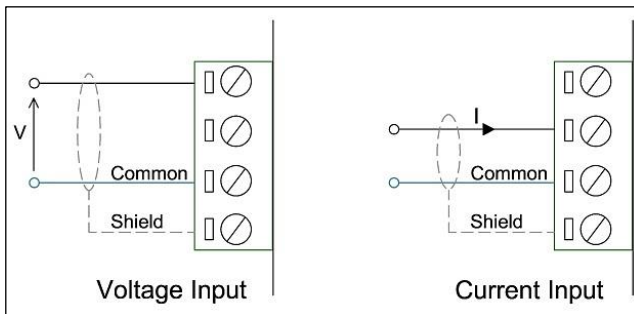 V
Common
Shield
Voltage Input
I
Common
Shield
Current Input